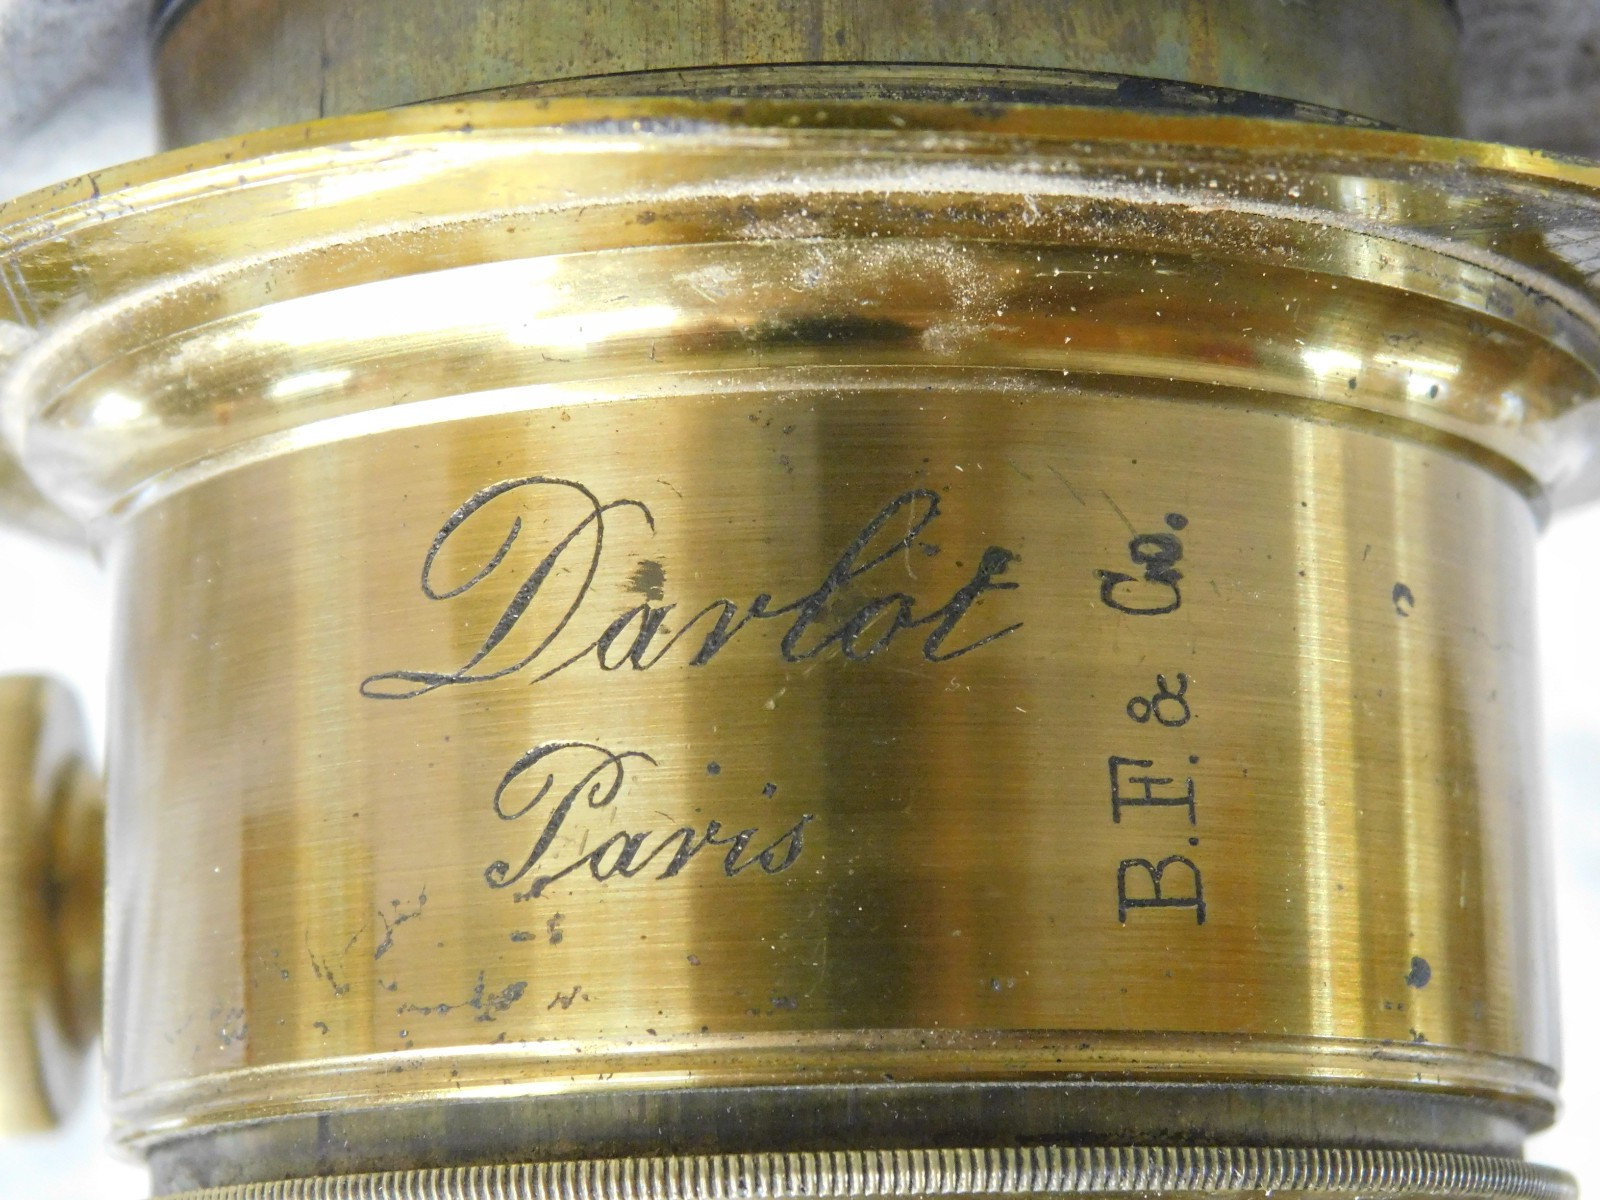 Darlot
Paris
B.F. & Co.